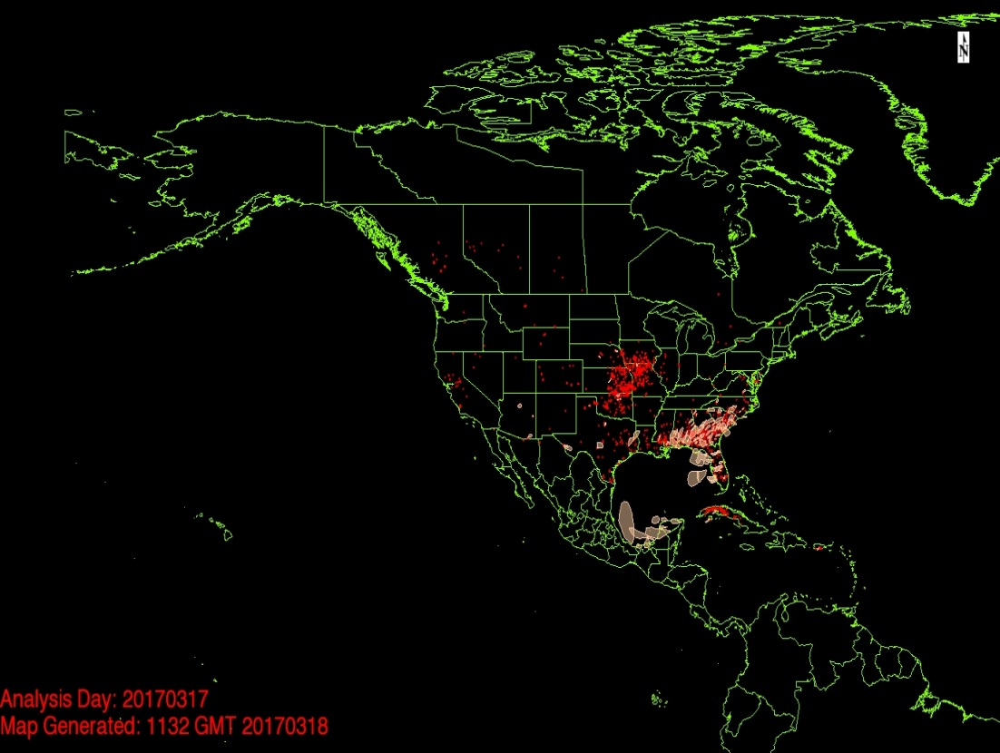 N
Analysis Day: 20170317
Map Generated: 1132 GMT 20170318